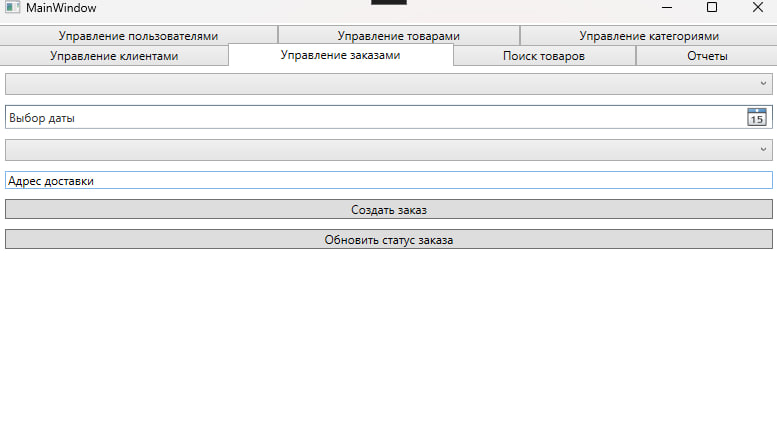 MainWindow
Управление пользователями
Управление товарами
Управление категориями
Управление клиентами
Управление заказами
Поиск товаров
Отчеты
Выбор даты
15
Адрес доставки
Создать заказ
Обновить статус заказа